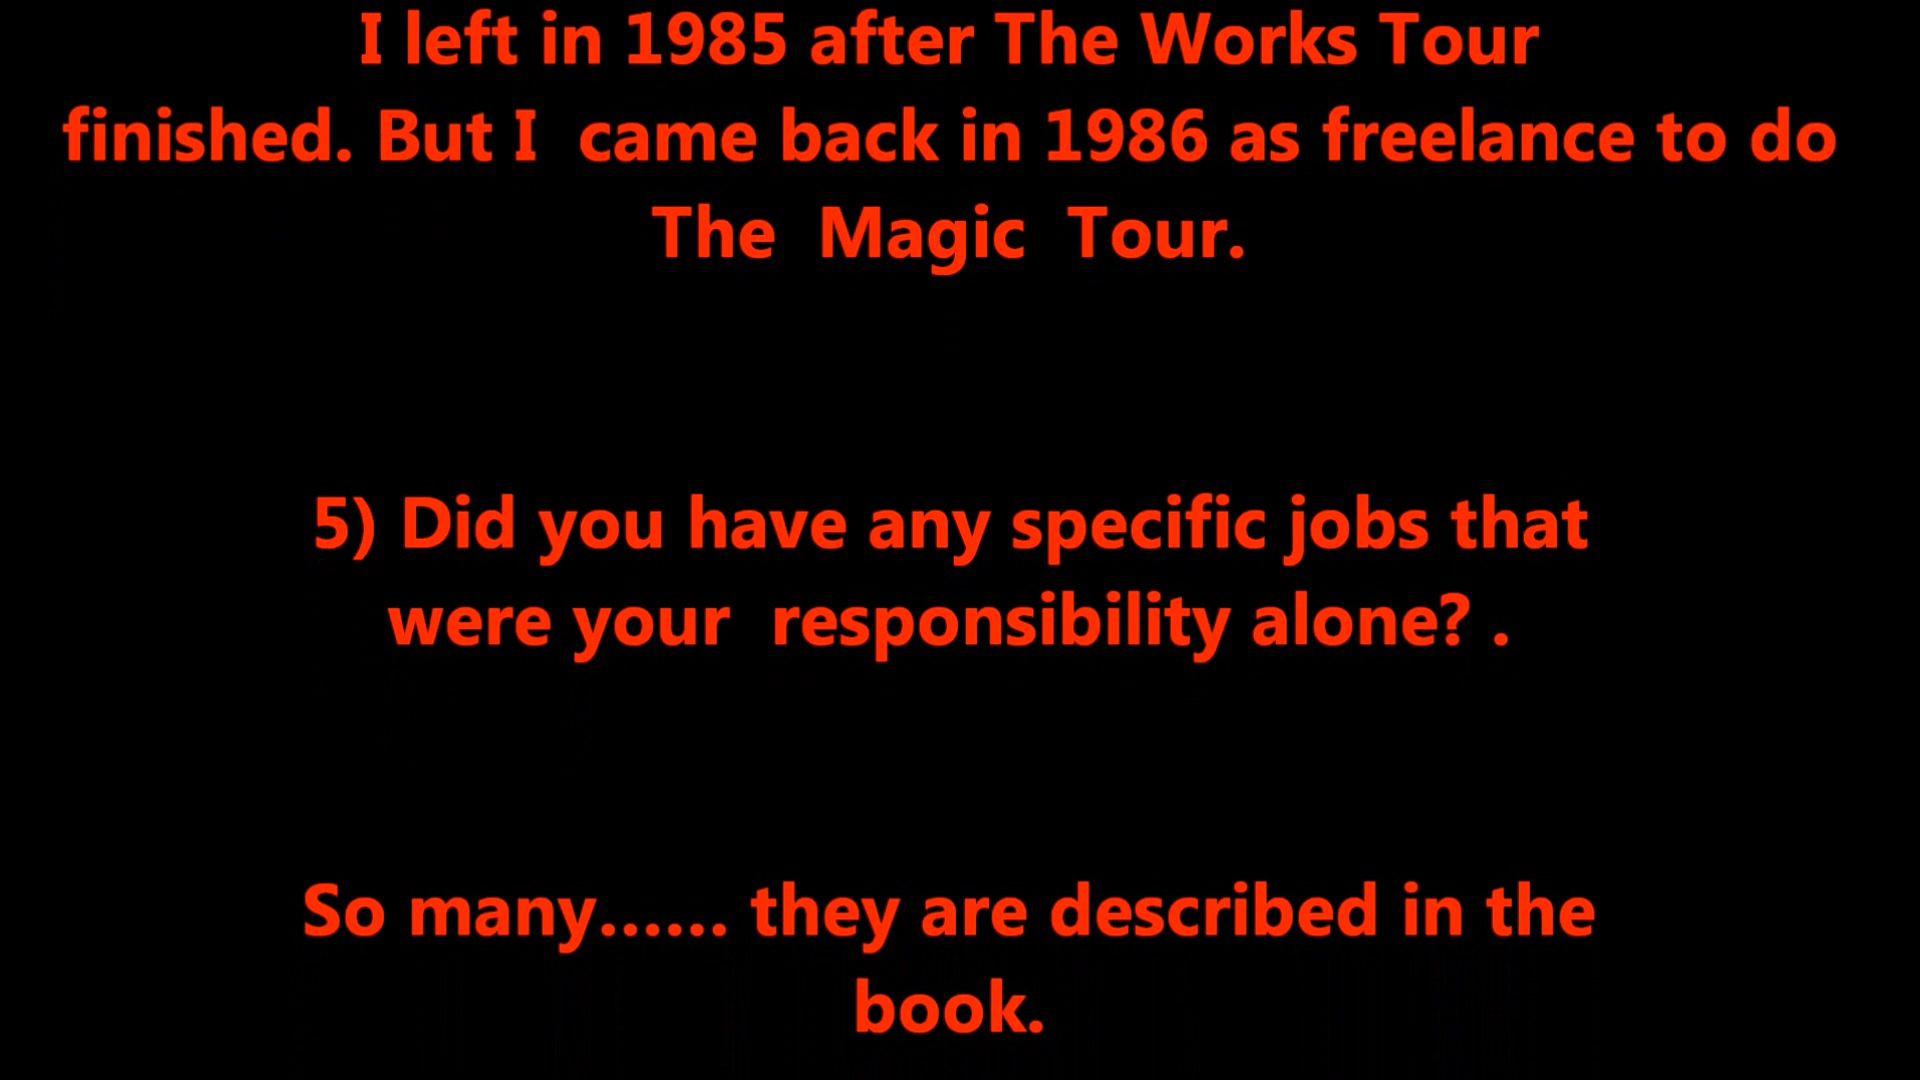 I left in 1985 after The Works Tour
finished. But I  came back in 1986 as freelance to do
The  Magic  Tour.
5) Did you have any specific jobs that
were your  responsibility alone? .
So many...... they are described in the
book.